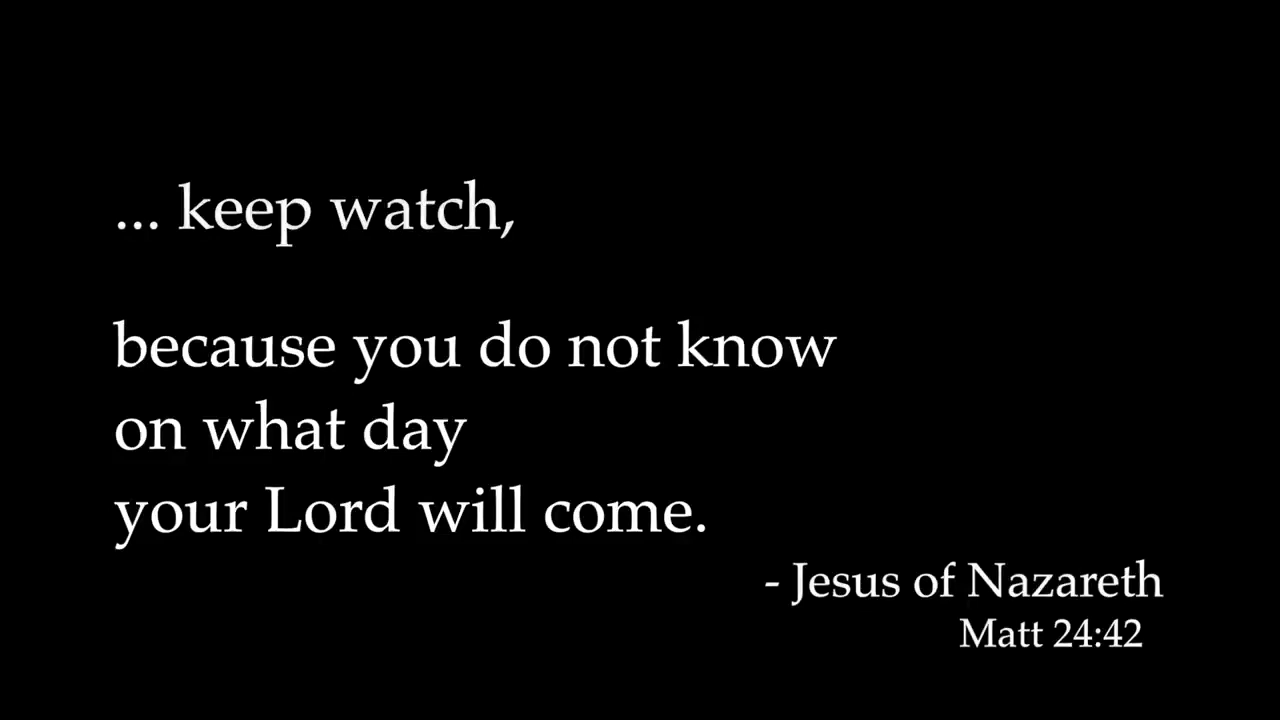 ... keep watch,
because you do not know
on what day
your Lord will come.
- Jesus of Nazareth
Matt 24:42